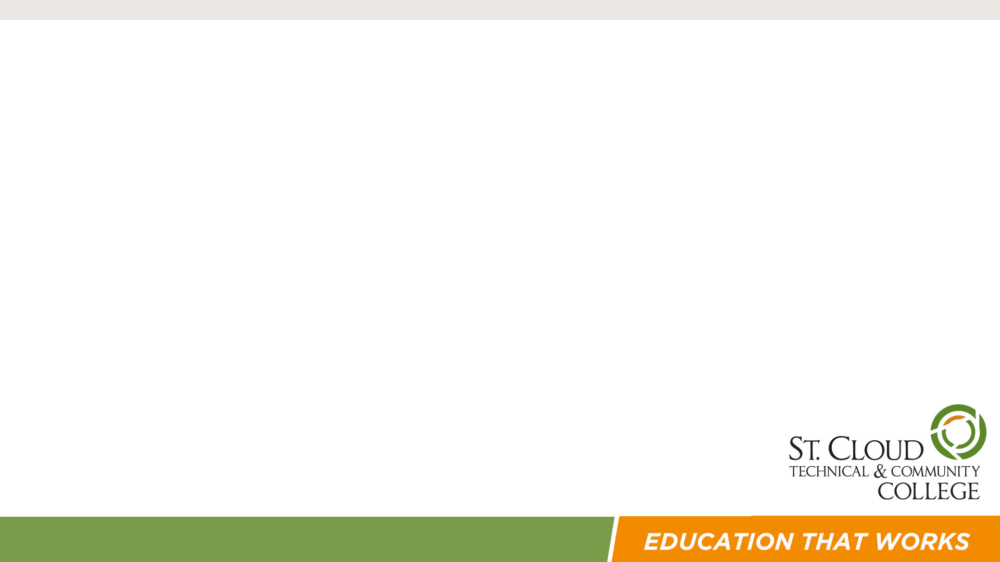 ST. CLOUD
TECHNICAL & COMMUNITY
COLLEGE
EDUCATION THAT WORKS